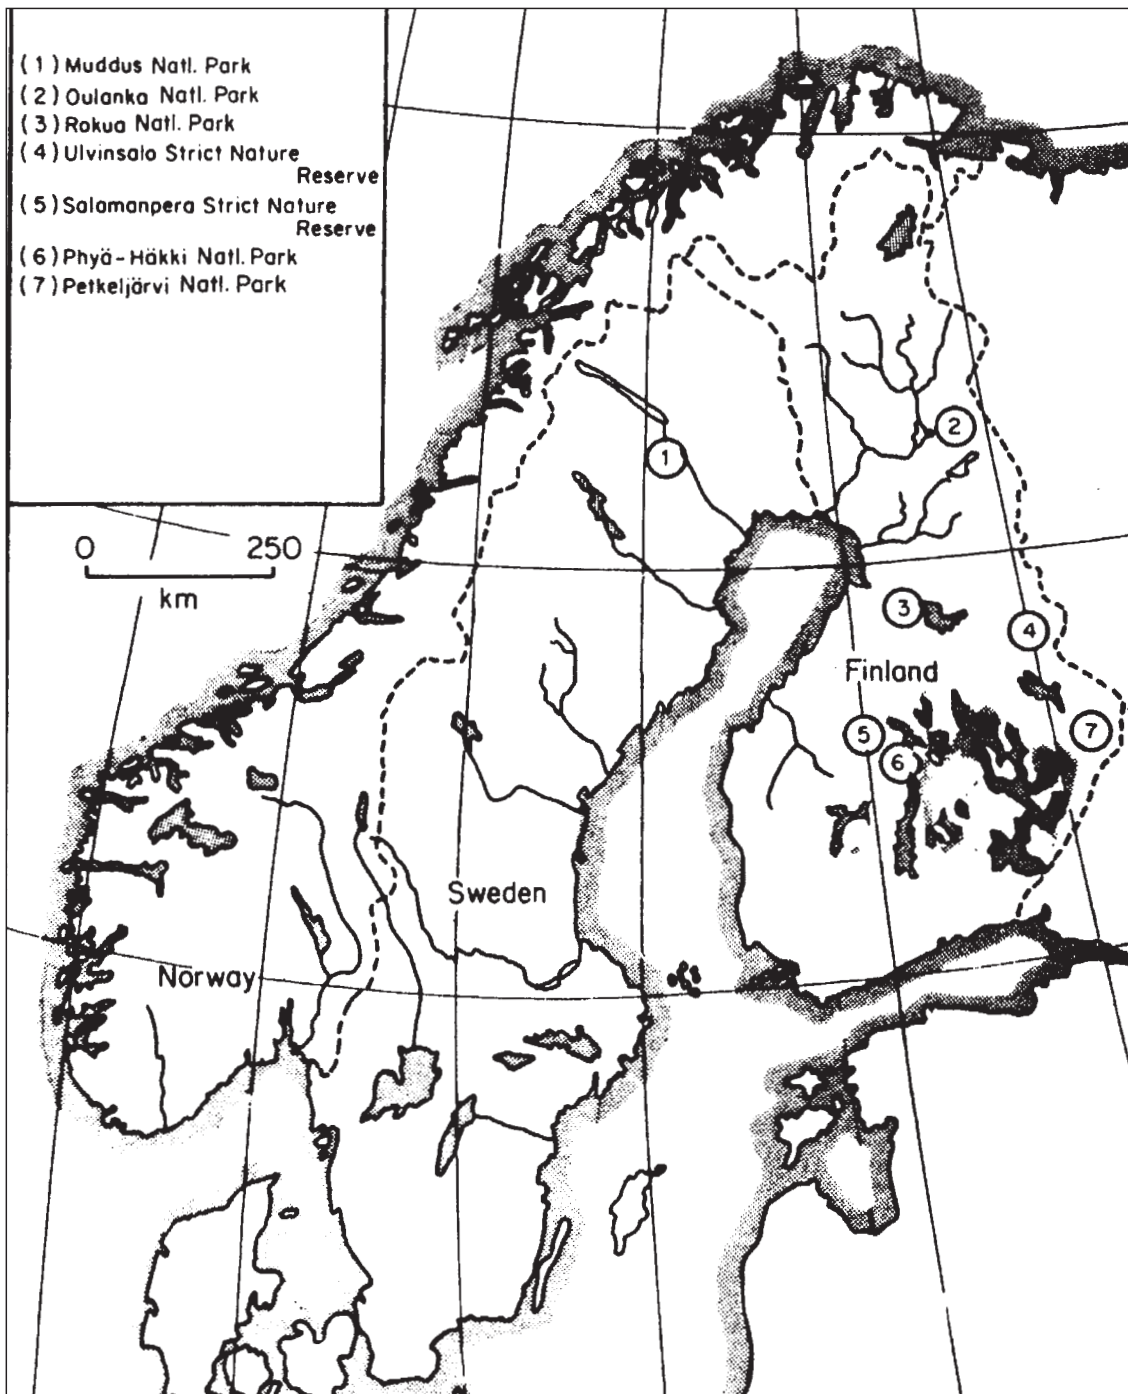 (1) Muddus Natl. Park
(2) Oulanka Natl. Park
(3) Rokua Natl. Park
(4) Ulvinsalo Strict Nature
Reserve
(5) Salamanpera Strict Nature
Reserve
(6) Phyä-Häkki Natl. Park
(7) Petkeljärvi Natl. Park
2
1
0 250
km
3
4
Finland
5
7
6
Sweden
Norway